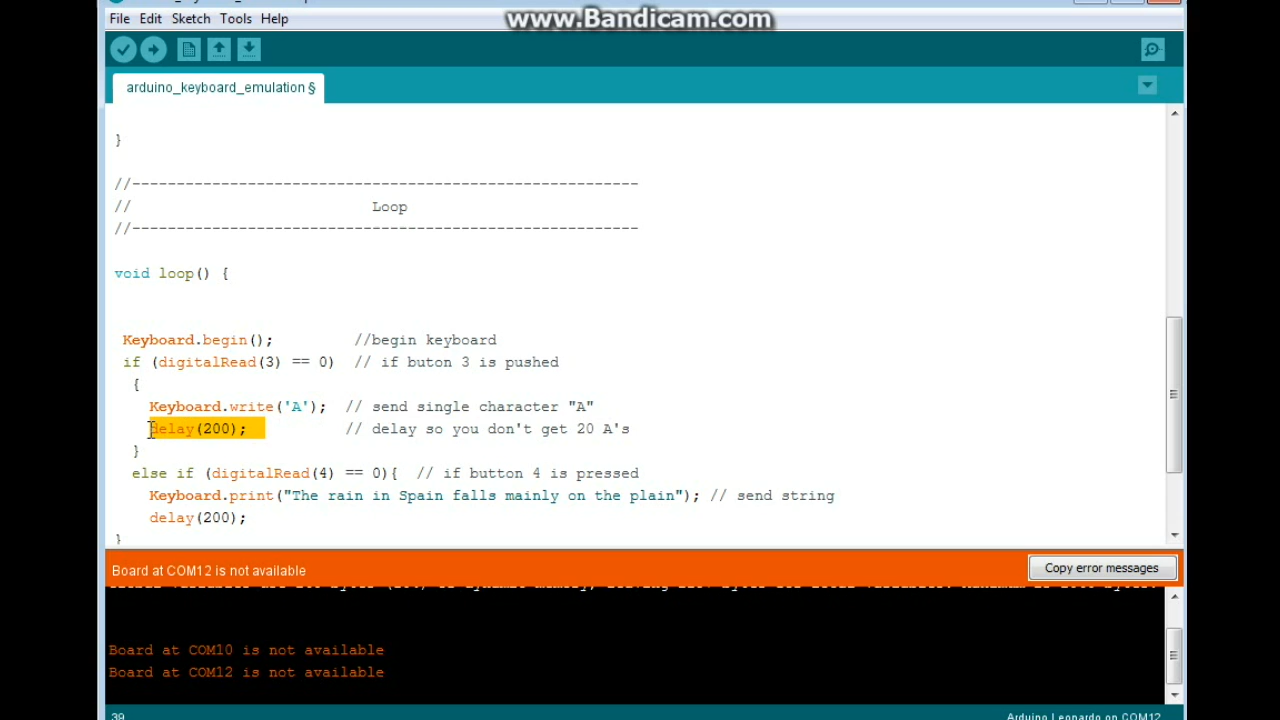 www.Bandicam.com
File Edit Sketch Tools Help
arduino_keyboard_emulation §
}
//---------------------------------------------------------
// Loop
//---------------------------------------------------------
void loop() {
Keyboard.begin(); //begin keyboard
if (digitalRead(3) == 0) // if buton 3 is pushed
{
Keyboard.write('A'); // send single character "A"
delay(200); // delay so you don't get 20 A's
}
else if (digitalRead(4) == 0){ // if button 4 is pressed
Keyboard.print("The rain in Spain falls mainly on the plain"); // send string
delay(200);
}
Board at COM12 is not available
Copy error messages
Board at COM10 is not available
Board at COM12 is not available
39 Arduino Leonardo on COM12